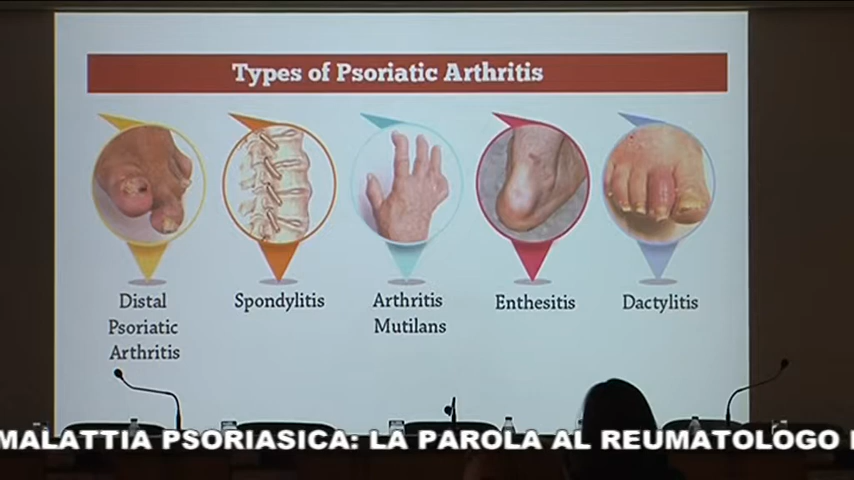 Types of Psoriatic Arthritis
Distal
Psoriatic
Arthritis
Spondylitis
Arthritis
Mutilans
Enthesitis
Dactylitis
MALATTIA PSORIASICA: LA PAROLA AL REUMATOLOGO